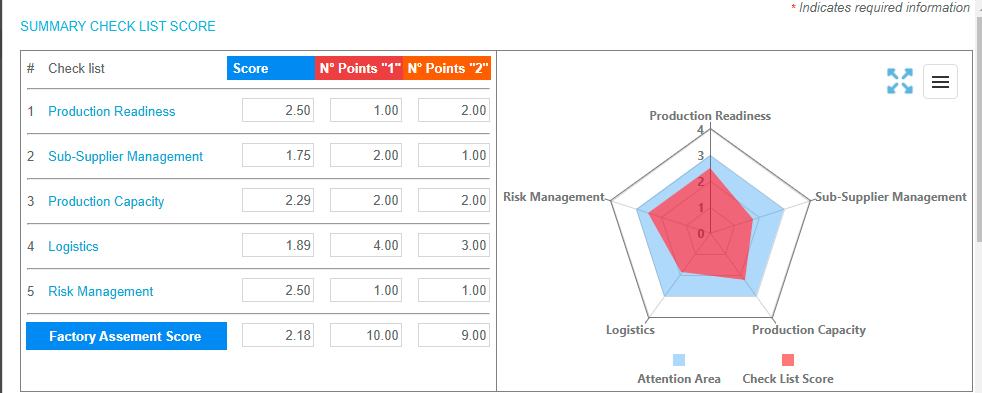 * Indicates required information
SUMMARY CHECK LIST SCORE
# Check list Score N° Points "1" N° Points "2"
1 Production Readiness 2.50 1.00 2.00
2 Sub-Supplier Management 1.75 2.00 1.00
3 Production Capacity 2.29 2.00 2.00
4 Logistics 1.89 4.00 3.00
5 Risk Management 2.50 1.00 1.00
Factory Assement Score 2.18 10.00 9.00
Production Readiness
4
3
2
1
0
Risk Management
Sub-Supplier Management
Logistics
Production Capacity
Attention Area
Check List Score